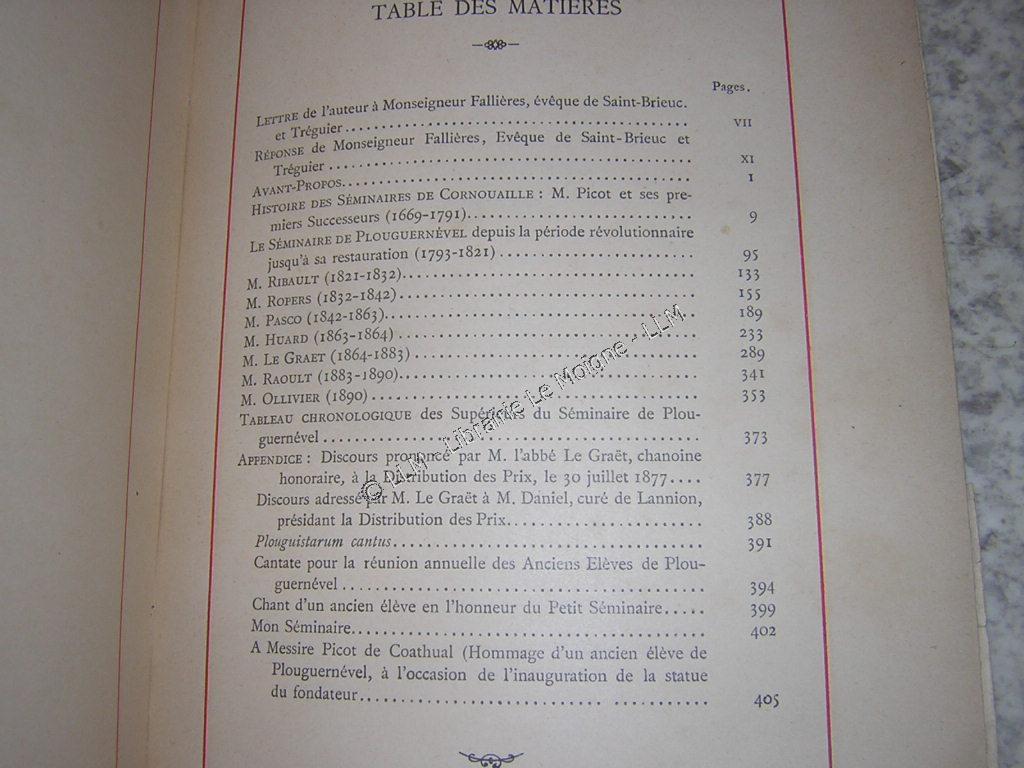 TABLE DES MATIÈRES
Pages.
LETTRE de l'auteur à Monseigneur Fallières, évêque de Saint-Brieuc.
et Tréguier........ VII
RÉPONSE de Monseigneur Fallières, Evêque de Saint-Brieuc et
Tréguier........ XI
AVANT-PROPOS........ I
HISTOIRE DES SÉMINAIRES DE CORNOUAILLE : M. Picot et ses pre-
miers Successeurs (1669-1791)........ 9
LE SÉMINAIRE DE PLOUGUERNÉVEL depuis la période révolutionnaire
jusqu'à sa restauration (1793-1821)........ 95
M. RIBAULT (1821-1832)........ 133
M. ROPERS (1832-1842)........ 155
M. PASCO (1842-1863)........ 189
M. HUARD (1863-1864)........ 233
M. LE GRAET (1864-1883)........ 289
M. RAOULT (1883-1890)........ 341
M. OLLIVIER (1890)........ 353
TABLEAU CHRONOLOGIQUE des Supérieurs du Séminaire de Plou-
guernével........ 373
APPENDICE : Discours prononcé par M. l'abbé Le Graët, chanoine
honoraire, à la Distribution des Prix, le 30 juillet 1877.... 377
Discours adressé par M. Le Graët à M. Daniel, curé de Lannion,
présidant la Distribution des Prix........ 388
Plouguistarum cantus........ 391
Cantate pour la réunion annuelle des Anciens Elèves de Plou-
guernével........ 394
Chant d'un ancien élève en l'honneur du Petit Séminaire..... 399
Mon Séminaire........ 402
A Messire Picot de Coathual (Hommage d'un ancien élève de
Plouguernével, à l'occasion de l'inauguration de la statue
du fondateur........ 405
© LLM - Librairie Le Moigne - LLM